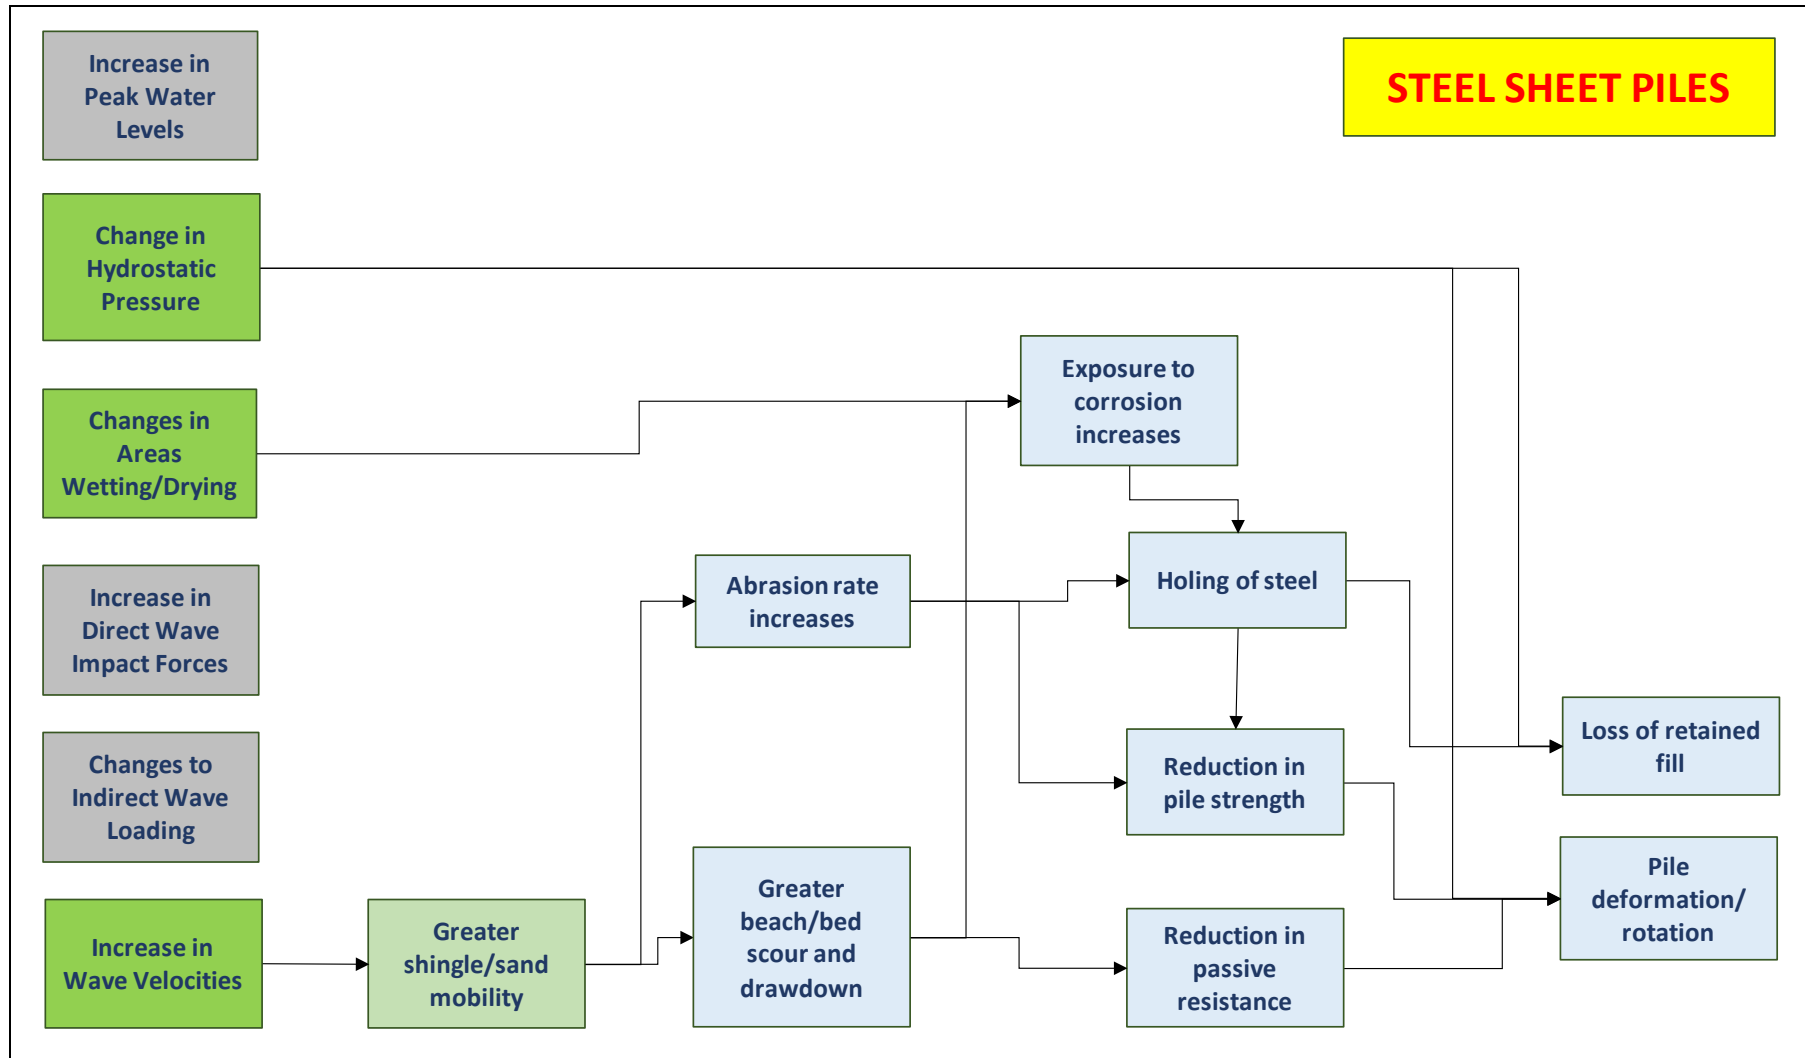 Increase in
Peak Water
Levels
STEEL SHEET PILES
Change in
Hydrostatic
Pressure
Exposure to
corrosion
increases
Changes in
Areas
Wetting/Drying
Holing of steel
Abrasion rate
increases
Increase in
Direct Wave
Impact Forces
Loss of retained
fill
Reduction in
pile strength
Changes to
Indirect Wave
Loading
Pile
deformation/
rotation
Greater
beach/bed
scour and
drawdown
Reduction in
passive
resistance
Greater
shingle/sand
mobility
Increase in
Wave Velocities